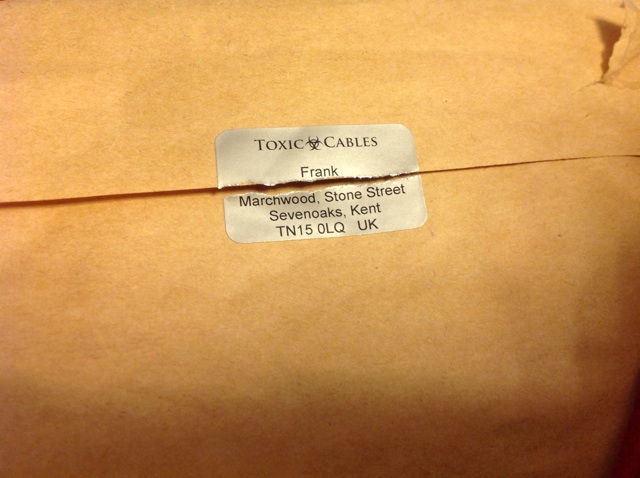 TOXIC CABLES
Frank
Marchwood, Stone Street
Sevenoaks, Kent
TN15 0LQ UK